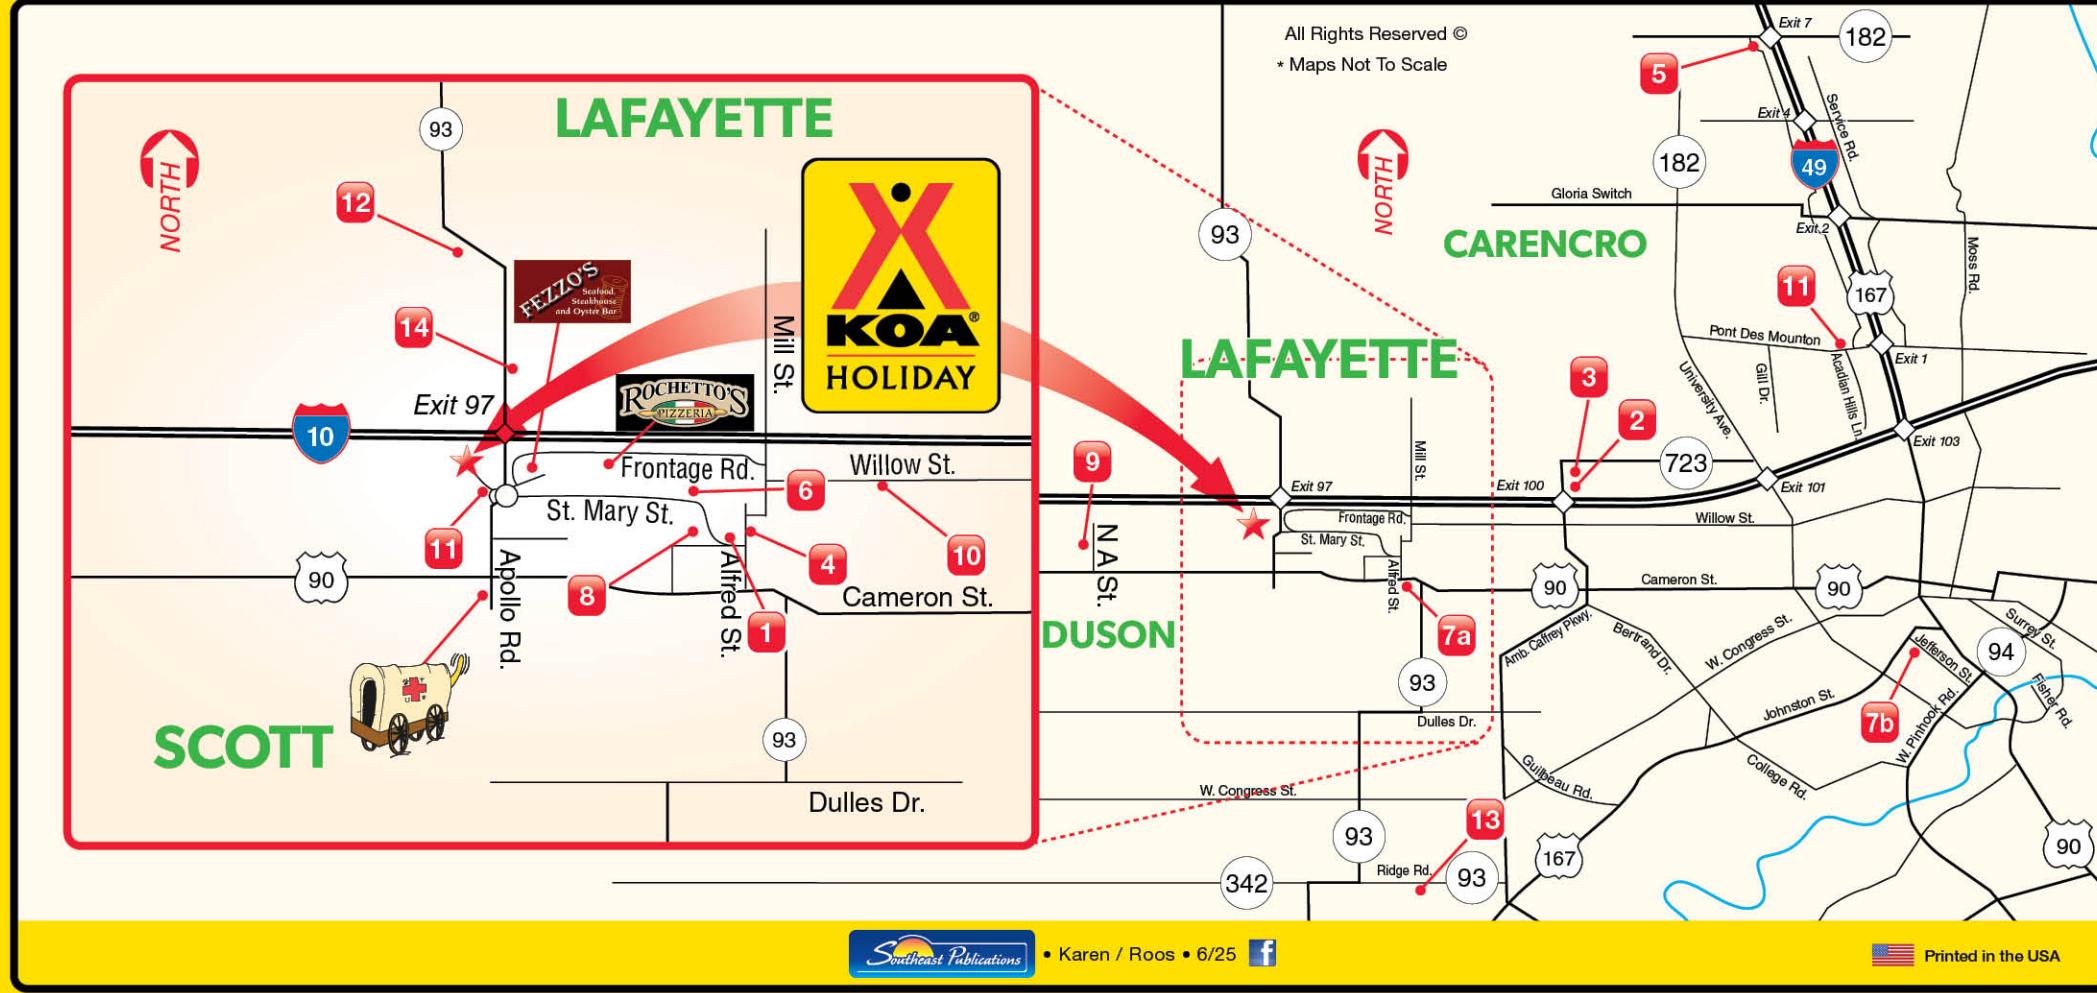 All Rights Reserved ©
* Maps Not To Scale
LAFAYETTE
NORTH
93
12
14
FEZZO'S
Seafood,
Steakhouse
and Oyster Bar
KOA®
HOLIDAY
Mill St.
ROCHETTO'S
PIZZERIA
Exit 97
10
Frontage Rd.
Willow St.
6
St. Mary St.
11
4
10
90
8
Apollo Rd.
Alfred St.
1
Cameron St.
SCOTT
93
Dulles Dr.
Exit 7
182
5
Exit 4
Service Rd.
182
49
NORTH
Gloria Switch
93
Exit 2
CARENCRO
Moss Rd.
11
167
Pont Des Mounton
Exit 1
LAFAYETTE
University Ave.
Gill Dr.
Acadian Hills Ln.
3
2
Exit 103
9
Mill St.
723
Exit 97
Exit 100
Exit 101
Frontage Rd.
Willow St.
St. Mary St.
N A St.
Alfred St.
90
Cameron St.
90
DUSON
7a
Amb. Caffrey Pkwy.
Bertrand Dr.
W. Congress St.
Surrey St.
Jefferson St.
94
93
Johnston St.
7b
W. Pinhook Rd.
Fisher Rd.
Dulles Dr.
Guilbeau Rd.
College Rd.
W. Congress St.
13
93
167
90
Ridge Rd.
342
93
Southeast Publications
• Karen / Roos • 6/25
f
Printed in the USA